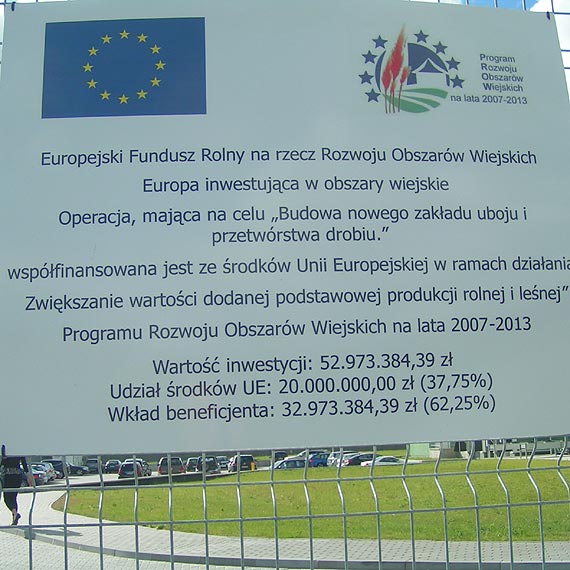 Program
Rozwoju
Obszarów
Wiejskich
na lata 2007-2013
Europejski Fundusz Rolny na rzecz Rozwoju Obszarów Wiejskich
Europa inwestująca w obszary wiejskie
Operacja, mająca na celu „Budowa nowego zakładu uboju i
przetwórstwa drobiu.”
współfinansowana jest ze środków Unii Europejskiej w ramach działania
Zwiększanie wartości dodanej podstawowej produkcji rolnej i leśnej”
Programu Rozwoju Obszarów Wiejskich na lata 2007-2013
Wartość inwestycji: 52.973.384,39 zł
Udział środków UE: 20.000.000,00 zł (37,75%)
Wkład beneficjenta: 32.973.384,39 zł (62,25%)